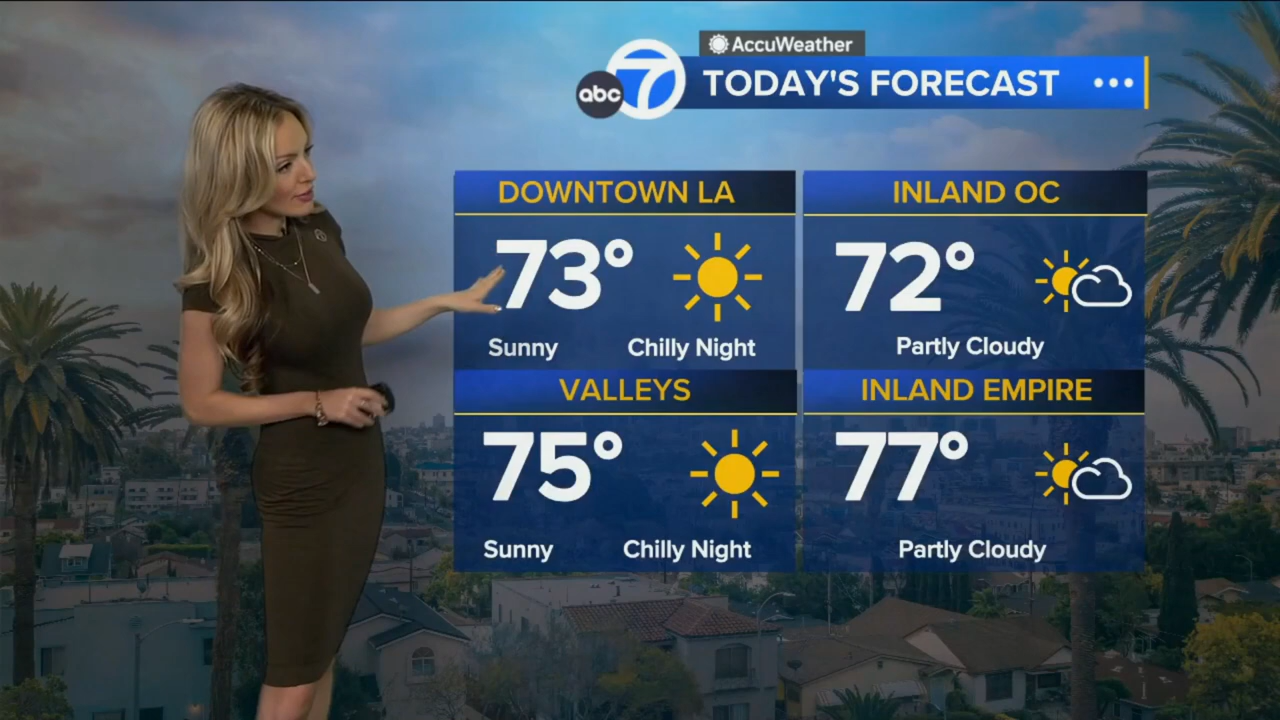 AccuWeather
abc 7 TODAY'S FORECAST
DOWNTOWN LA
73°
Sunny Chilly Night
INLAND OC
72°
Partly Cloudy
VALLEYS
75°
Sunny Chilly Night
INLAND EMPIRE
77°
Partly Cloudy